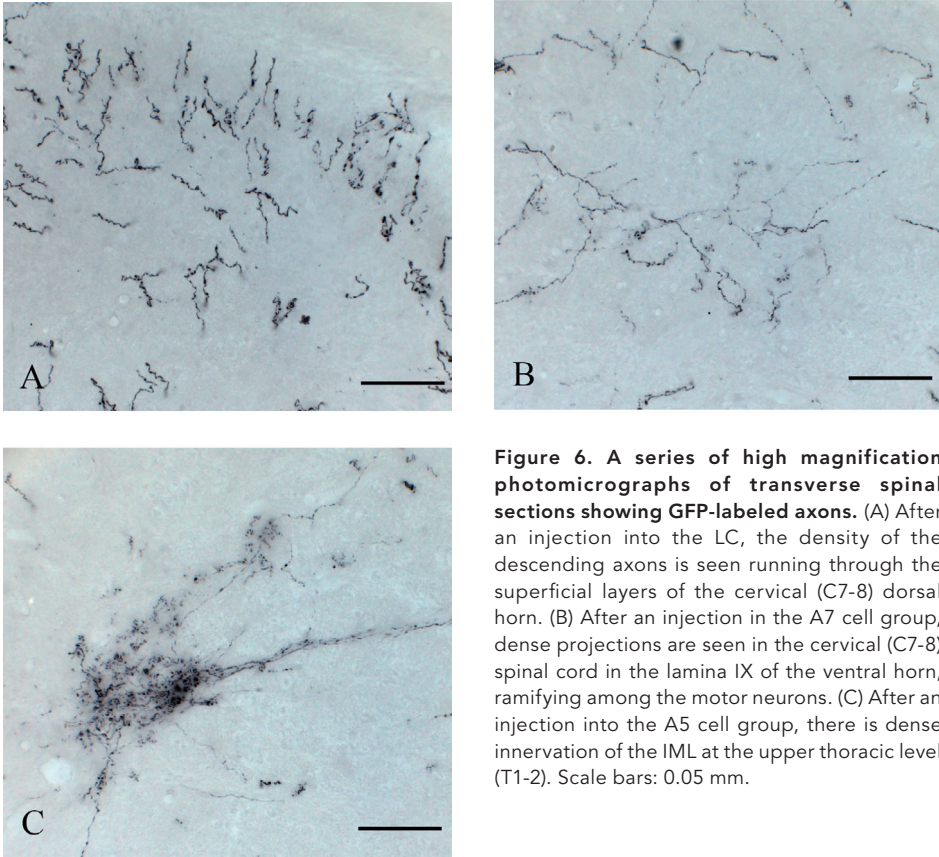 A
B
C
Figure 6. A series of high magnification
photomicrographs of transverse spinal
sections showing GFP-labeled axons. (A) After
an injection into the LC, the density of the
descending axons is seen running through the
superficial layers of the cervical (C7-8) dorsal
horn. (B) After an injection in the A7 cell group,
dense projections are seen in the cervical (C7-8)
spinal cord in the lamina IX of the ventral horn,
ramifying among the motor neurons. (C) After an
injection into the A5 cell group, there is dense
innervation of the IML at the upper thoracic level
(T1-2). Scale bars: 0.05 mm.